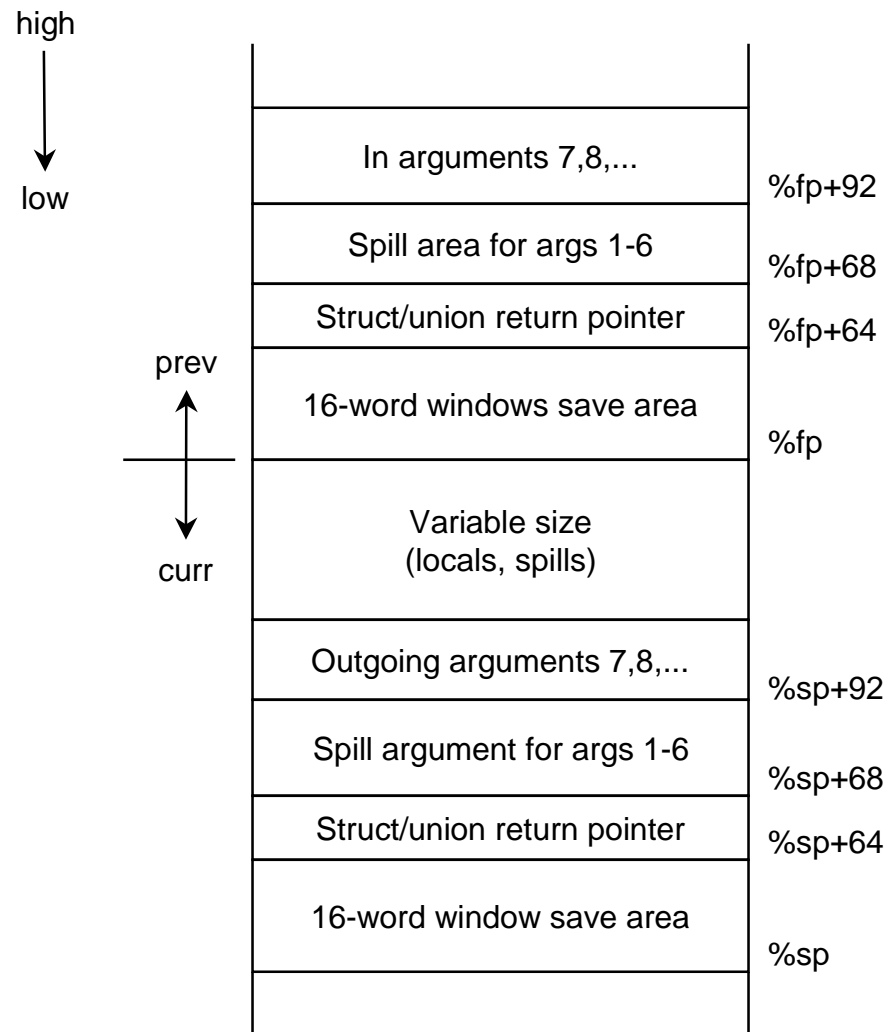 high
low
In arguments 7,8,...
%fp+92
Spill area for args 1-6
%fp+68
Struct/union return pointer
%fp+64
prev
16-word windows save area
%fp
curr
Variable size
(locals, spills)
Outgoing arguments 7,8,...
%sp+92
Spill argument for args 1-6
%sp+68
Struct/union return pointer
%sp+64
16-word window save area
%sp